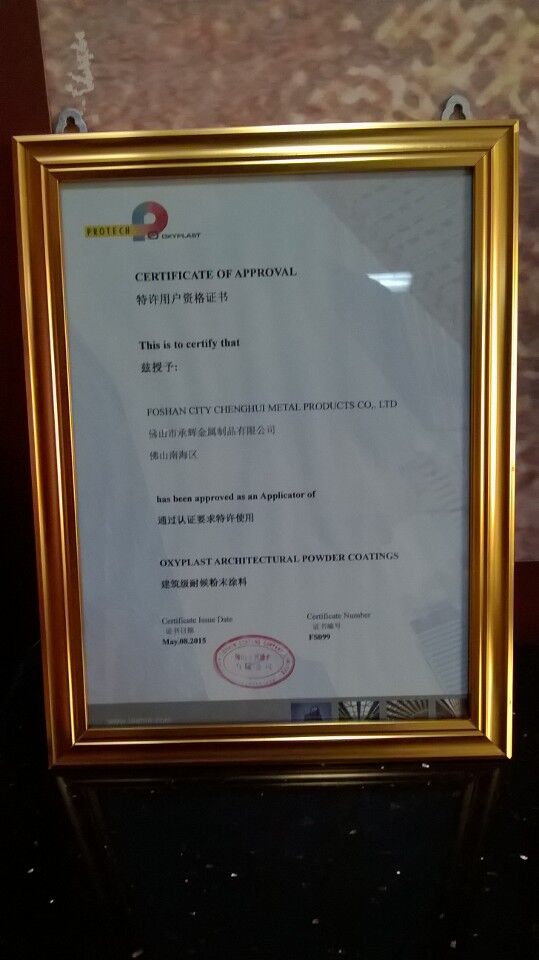 PROTECH
OXYPLAST
CERTIFICATE OF APPROVAL
特许用户资格证书
This is to certify that
兹授予:
FOSHAN CITY CHENGHUI METAL PRODUCTS CO,. LTD
佛山市承辉金属制品有限公司
佛山南海区
has been approved as an Applicator of
通过认证要求特许使用
OXYPLAST ARCHITECTURAL POWDER COATINGS
建筑级耐候粉末涂料
Certificate Issue Date
证书日期
May.08.2015
Certificate Number
证书编号
FS099